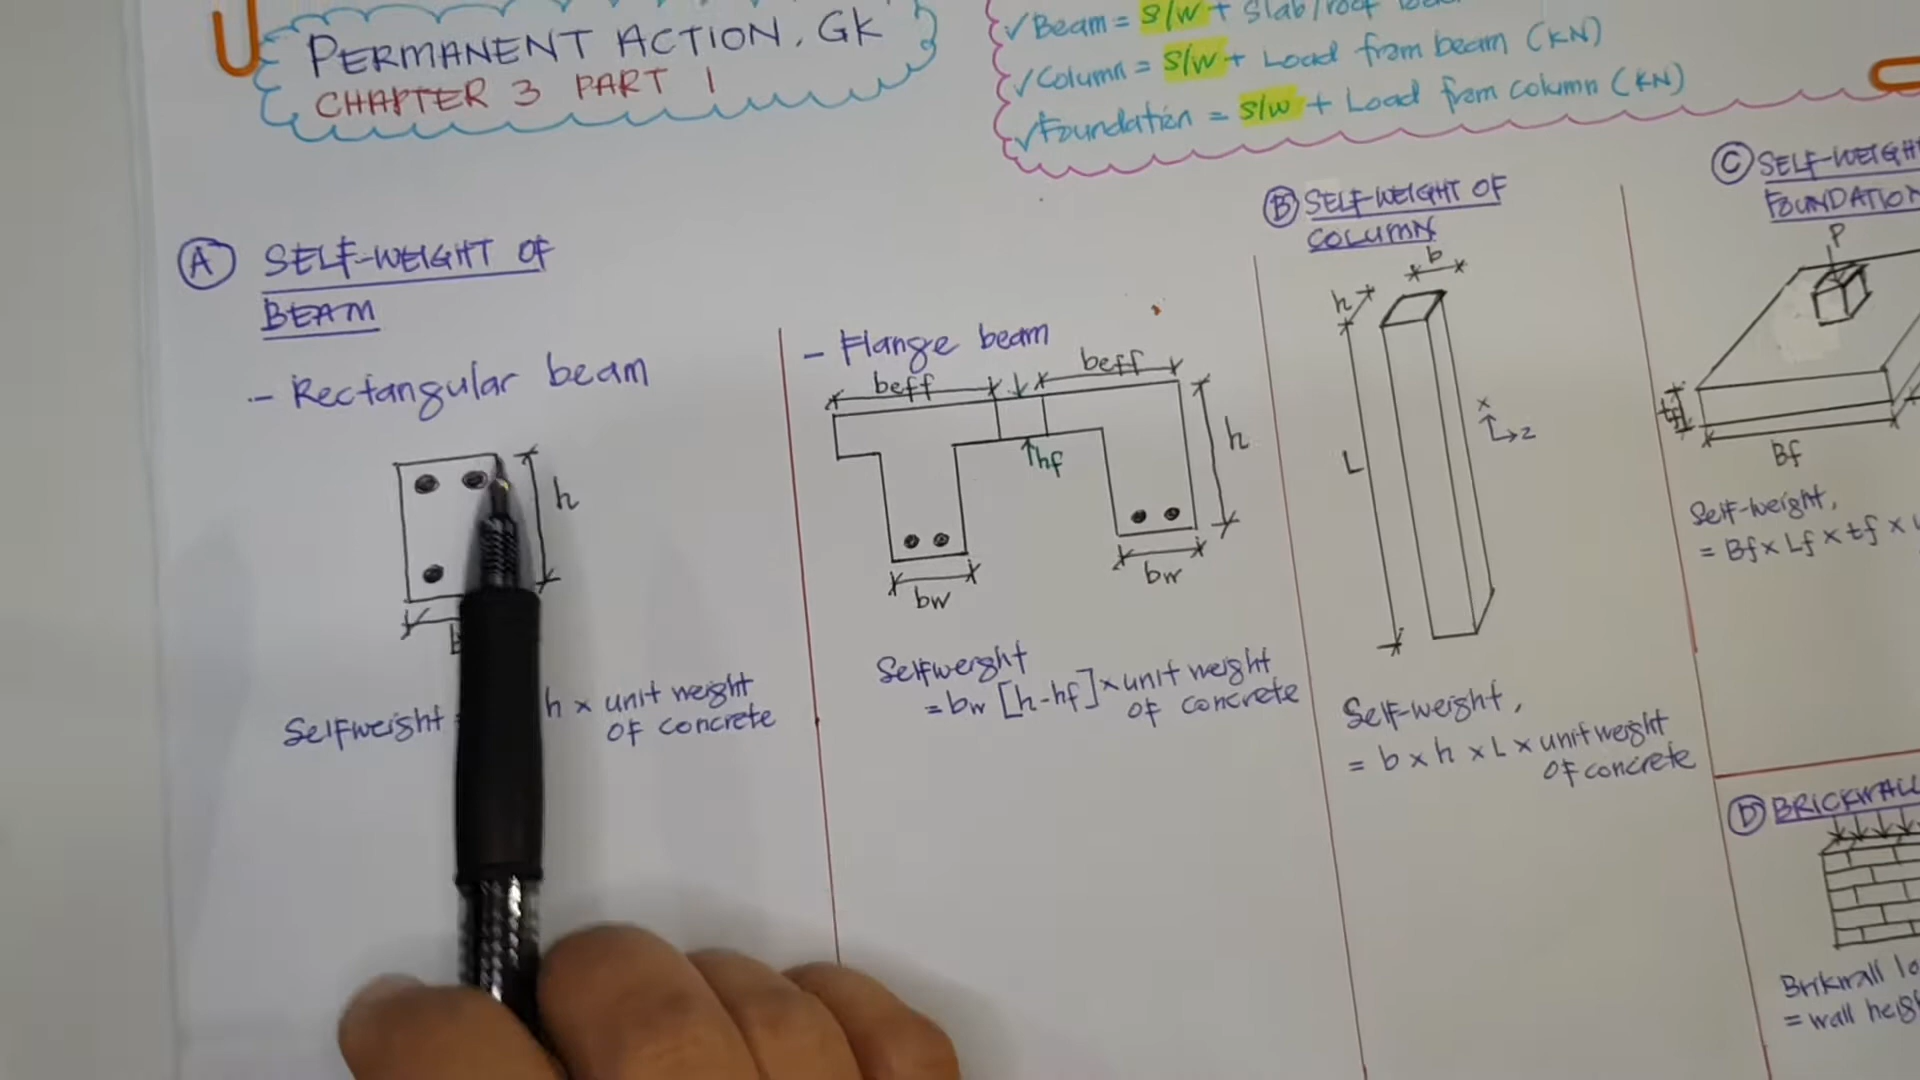 PERMANENT ACTION, GK
CHAPTER 3 PART 1
✓Beam = S/W + Slab/roof
✓Column = S/W + Load from beam (KN)
✓Foundation = S/W + Load from column (KN)
Ⓐ SELF-WEIGHT OF
BEAM
- Rectangular beam
h
Selfweight
h × unit weight
of concrete
- Flange beam
beff
beff
hf
h
bw
bw
Selfweight
= bw [h-hf] × unit weight
of concrete
Ⓑ SELF-WEIGHT OF
COLUMN
b
h
L
x
z
Self-weight,
= b × h × L × unit weight
of concrete
Ⓒ SELF-WEIGHT
FOUNDATION
P
tf
Bf
Self-weight,
= Bf × Lf × tf ×
Ⓓ BRICKWALL
Brikwall
= wall